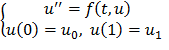 {u″ = f(t, u)
u(0) = u₀, u(1) = u₁